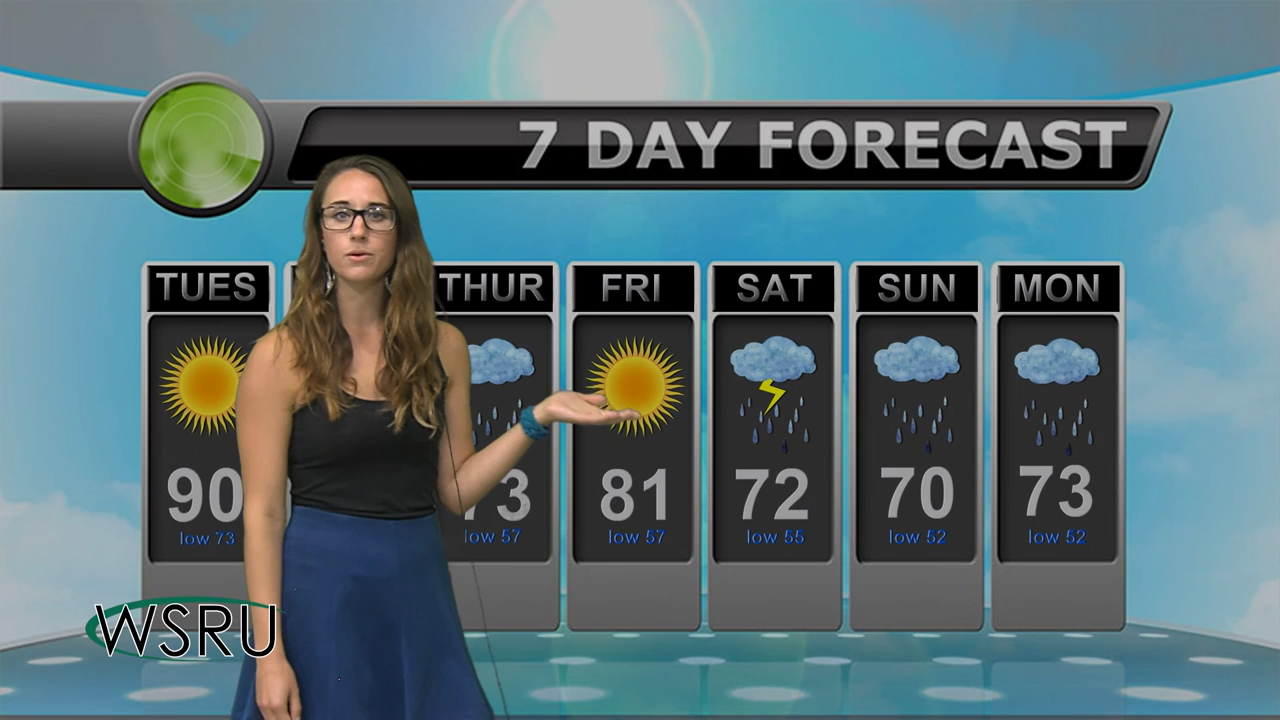 7 DAY FORECAST
TUES
THUR
FRI
SAT
SUN
MON
90
81
72
70
73
low 73
low 57
low 57
low 55
low 52
low 52
WSRU